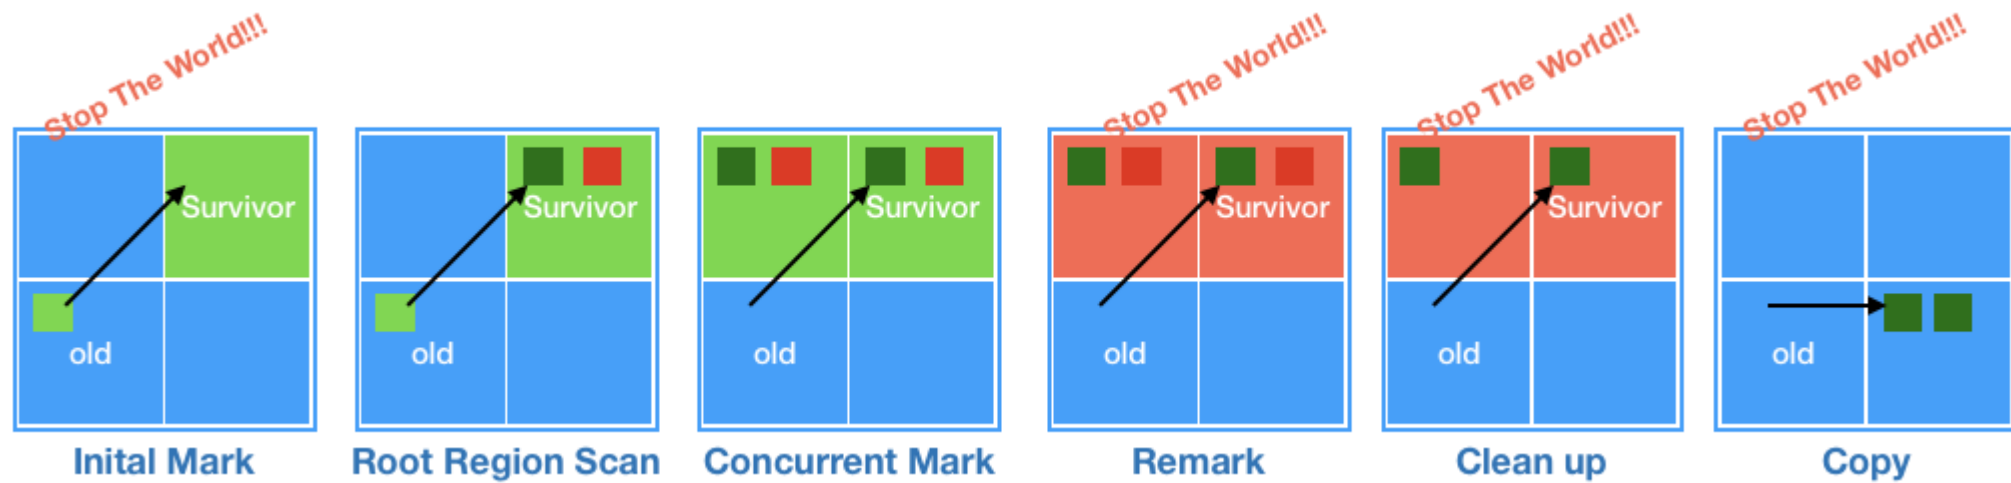 Stop The World!!!
Survivor
old
Inital Mark
Survivor
old
Root Region Scan
Survivor
old
Concurrent Mark
Stop The World!!!
Survivor
old
Remark
Stop The World!!!
Survivor
old
Clean up
Stop The World!!!
old
Copy